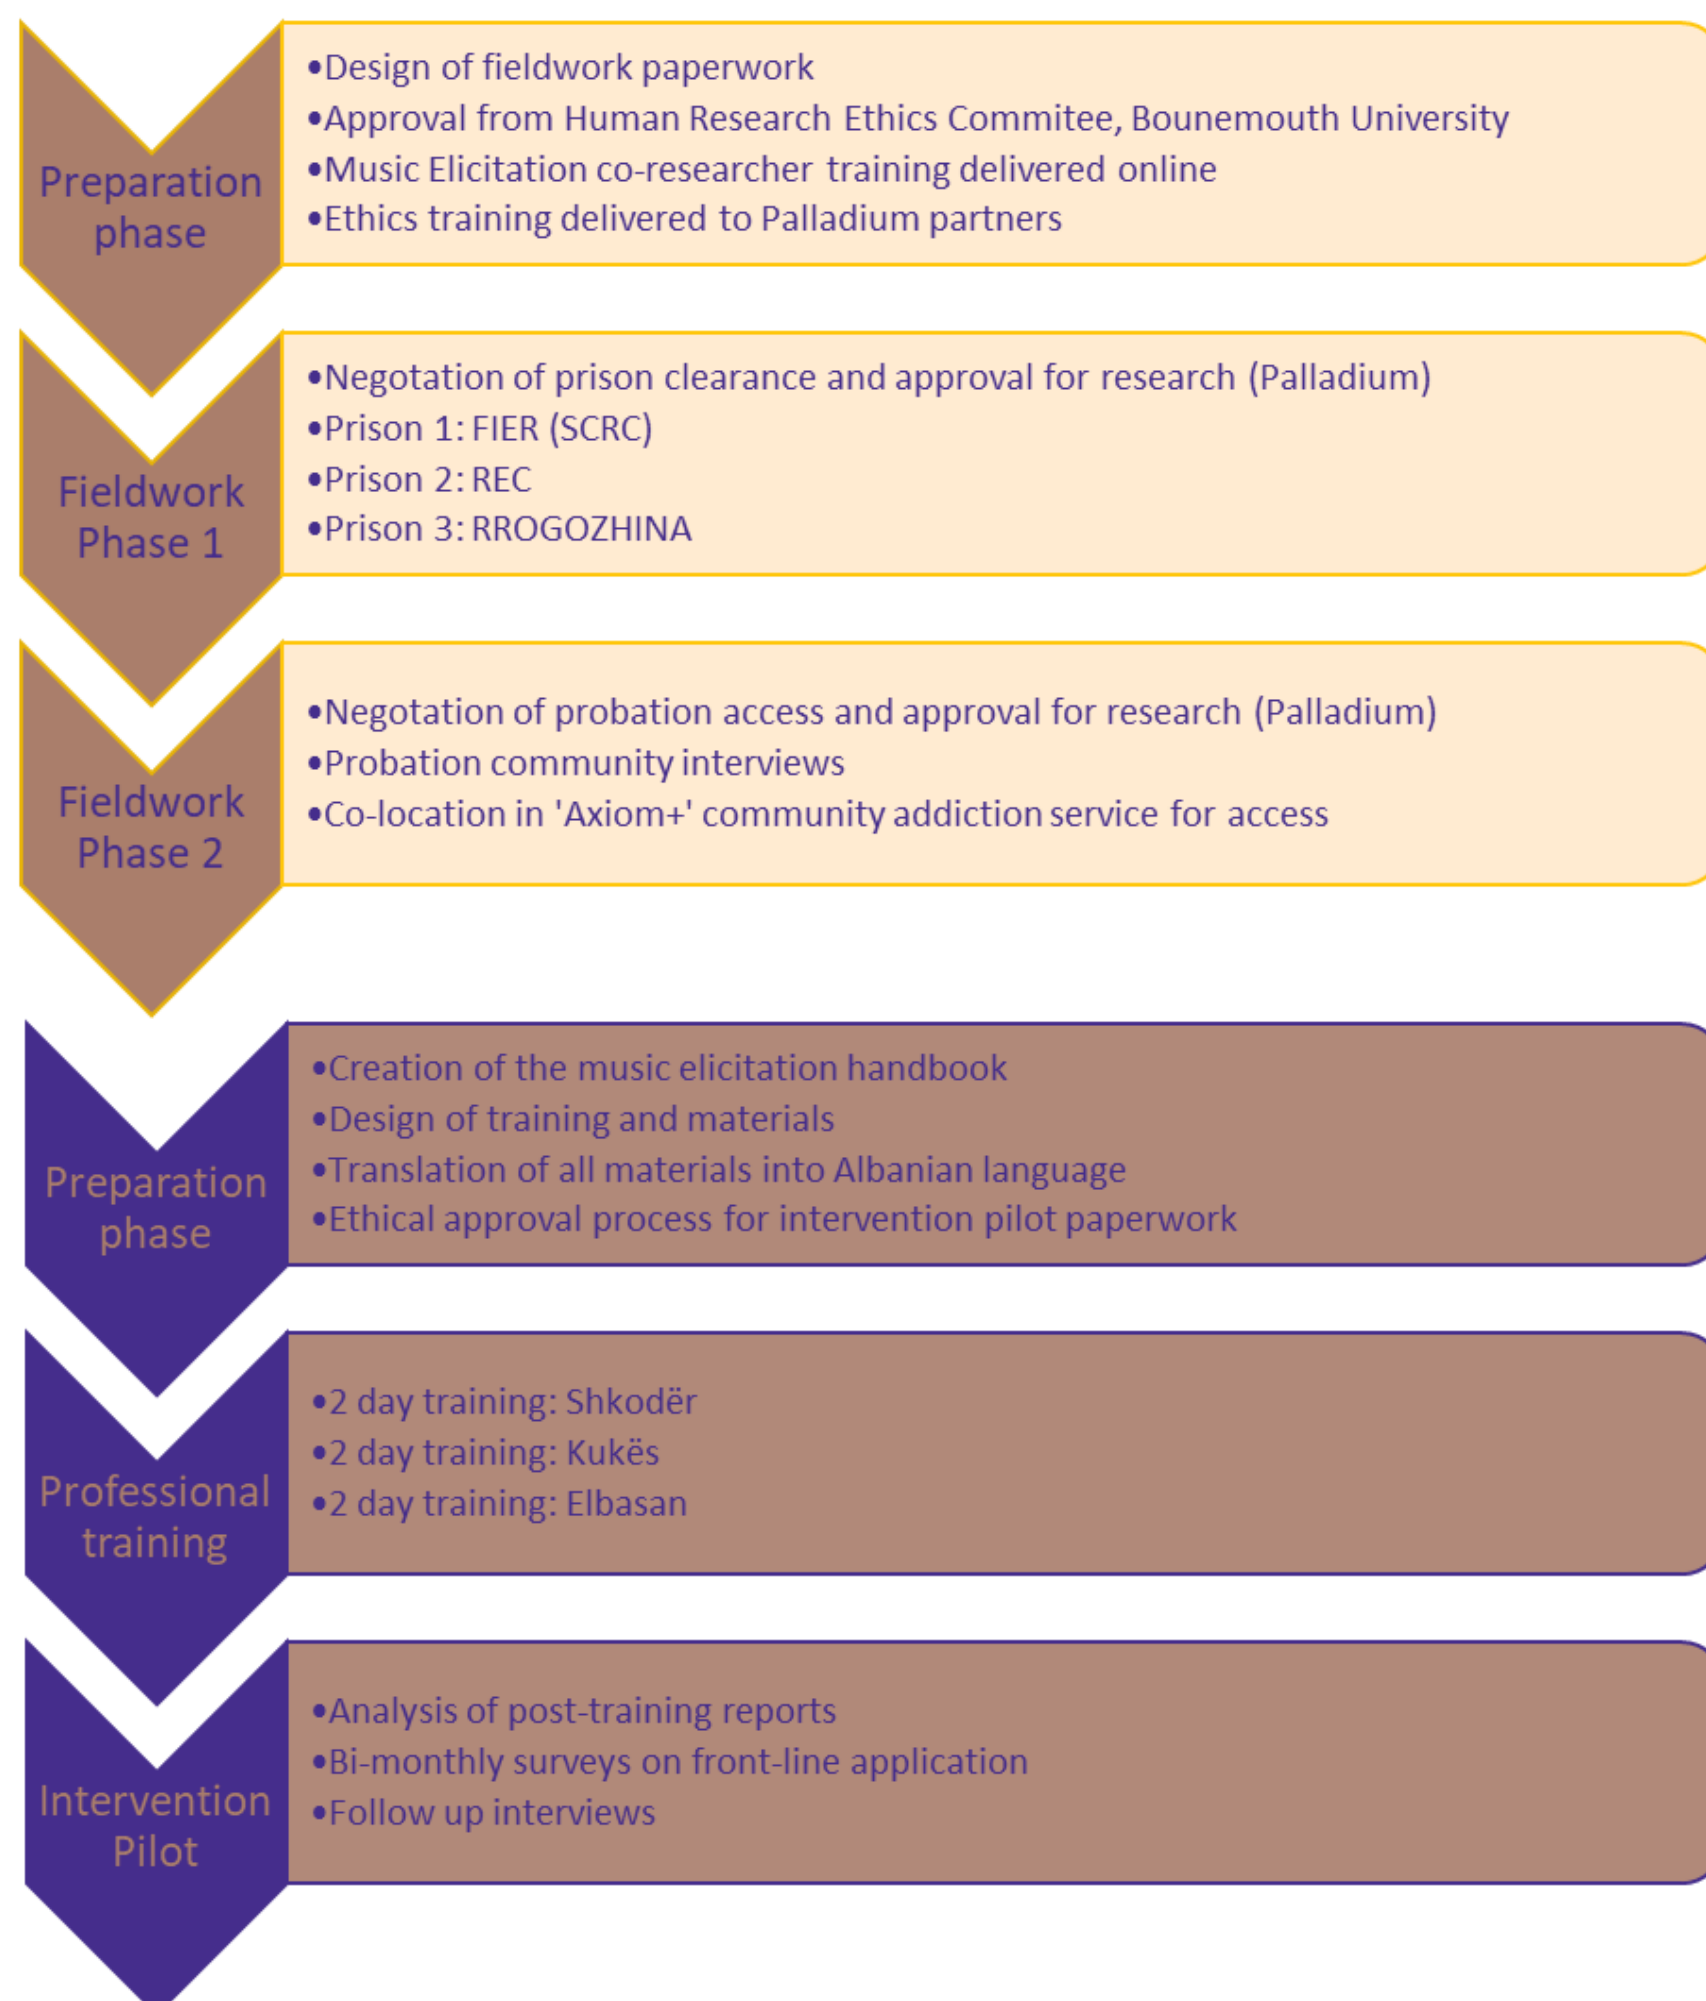 Preparation
phase
•Design of fieldwork paperwork
•Approval from Human Research Ethics Commitee, Bounemouth University
•Music Elicitation co-researcher training delivered online
•Ethics training delivered to Palladium partners
Fieldwork
Phase 1
•Negotation of prison clearance and approval for research (Palladium)
•Prison 1: FIER (SCRC)
•Prison 2: REC
•Prison 3: RROGOZHINA
Fieldwork
Phase 2
•Negotation of probation access and approval for research (Palladium)
•Probation community interviews
•Co-location in 'Axiom+' community addiction service for access
Preparation
phase
•Creation of the music elicitation handbook
•Design of training and materials
•Translation of all materials into Albanian language
•Ethical approval process for intervention pilot paperwork
Professional
training
•2 day training: Shkodër
•2 day training: Kukës
•2 day training: Elbasan
Intervention
Pilot
•Analysis of post-training reports
•Bi-monthly surveys on front-line application
•Follow up interviews